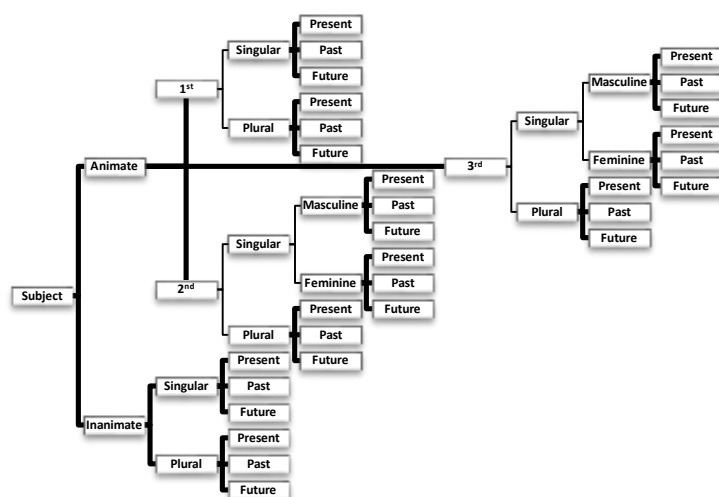 Subject
Animate
1st
Singular
Present
Past
Future
Plural
Present
Past
Future
2nd
Singular
Masculine
Present
Past
Future
Feminine
Present
Past
Future
Plural
Present
Past
Future
3rd
Singular
Masculine
Present
Past
Future
Feminine
Present
Past
Future
Plural
Present
Past
Future
Inanimate
Singular
Present
Past
Future
Plural
Present
Past
Future